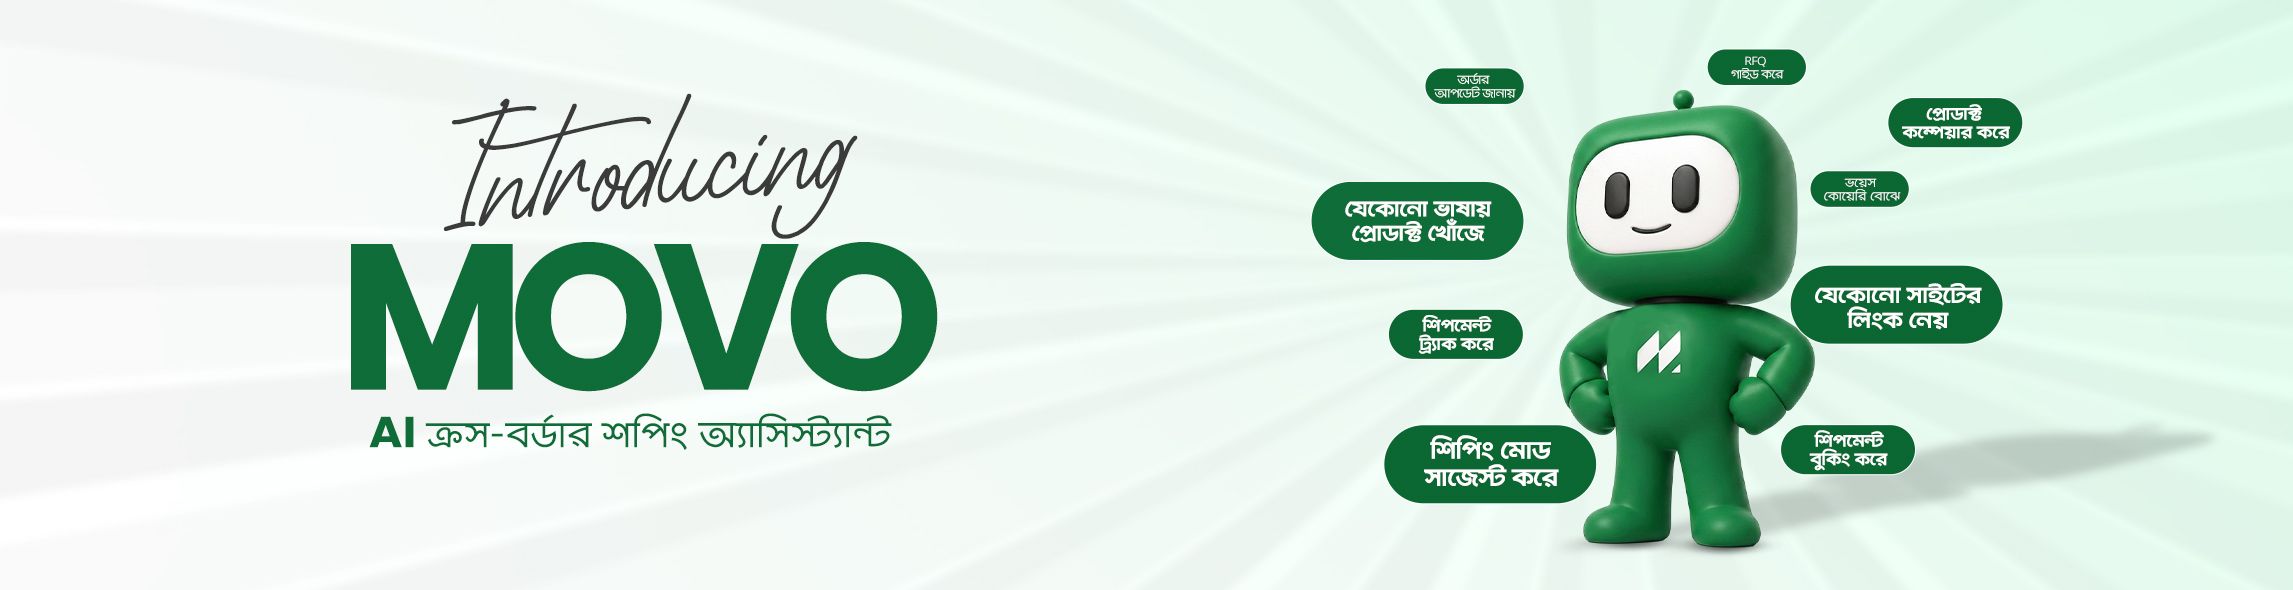 Introducing
MOVO
AI ক্রস-বর্ডার শপিং অ্যাসিস্ট্যান্ট
অর্ডার
আপডেট জানায়
RFQ
গাইড করে
প্রোডাক্ট
কম্পেয়ার করে
ভয়েস
কোয়েরি বোঝে
যেকোনো ভাষায়
প্রোডাক্ট খোঁজে
যেকোনো সাইটের
লিংক নেয়
শিপমেন্ট
ট্র্যাক করে
শিপিং মোড
সাজেস্ট করে
শিপমেন্ট
বুকিং করে